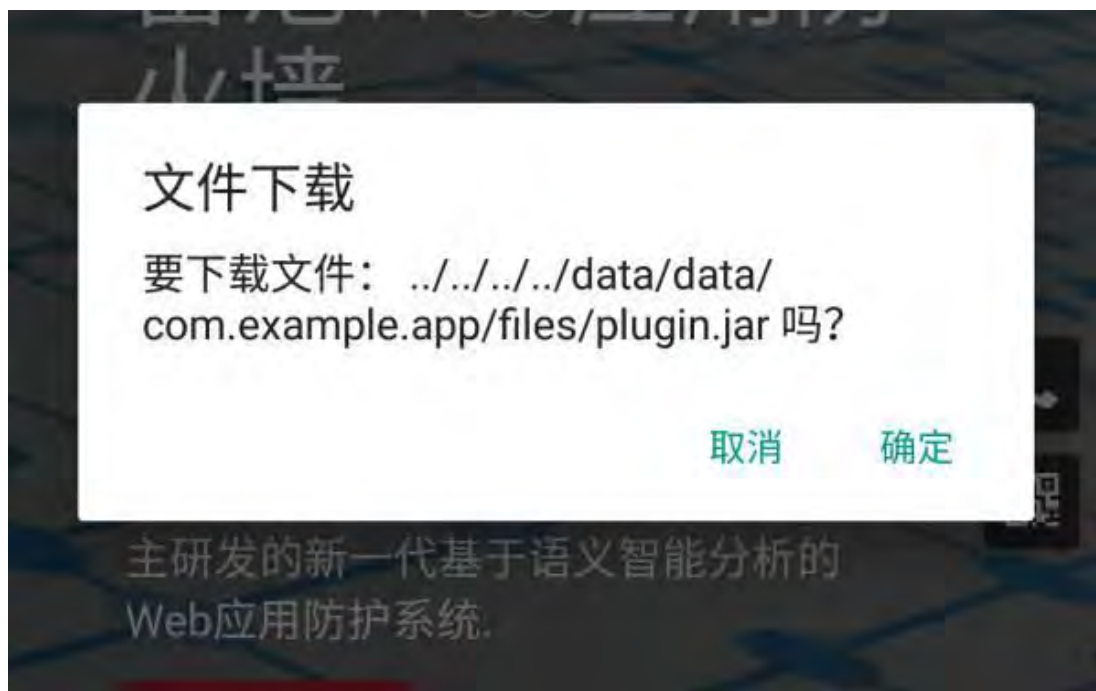 火墙
文件下载
要下载文件： ../../../../data/data/
com.example.app/files/plugin.jar 吗？
取消 确定
主研发的新一代基于语义智能分析的
Web应用防护系统.